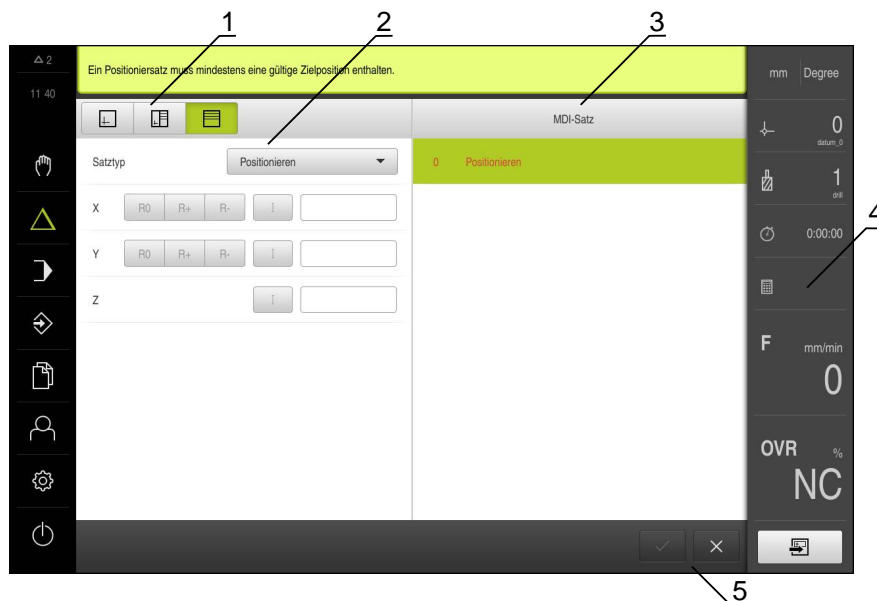 1 2 3
2
Ein Positioniersatz muss mindestens eine gültige Zielposition enthalten.
mm Degree
11 40
MDI-Satz
0
datum_0
Satztyp Positionieren
0 Positionieren
1
drill
X R0 R+ R- I
4
0:00:00
Y R0 R+ R- I
Z I
F mm/min
0
OVR %
NC
5